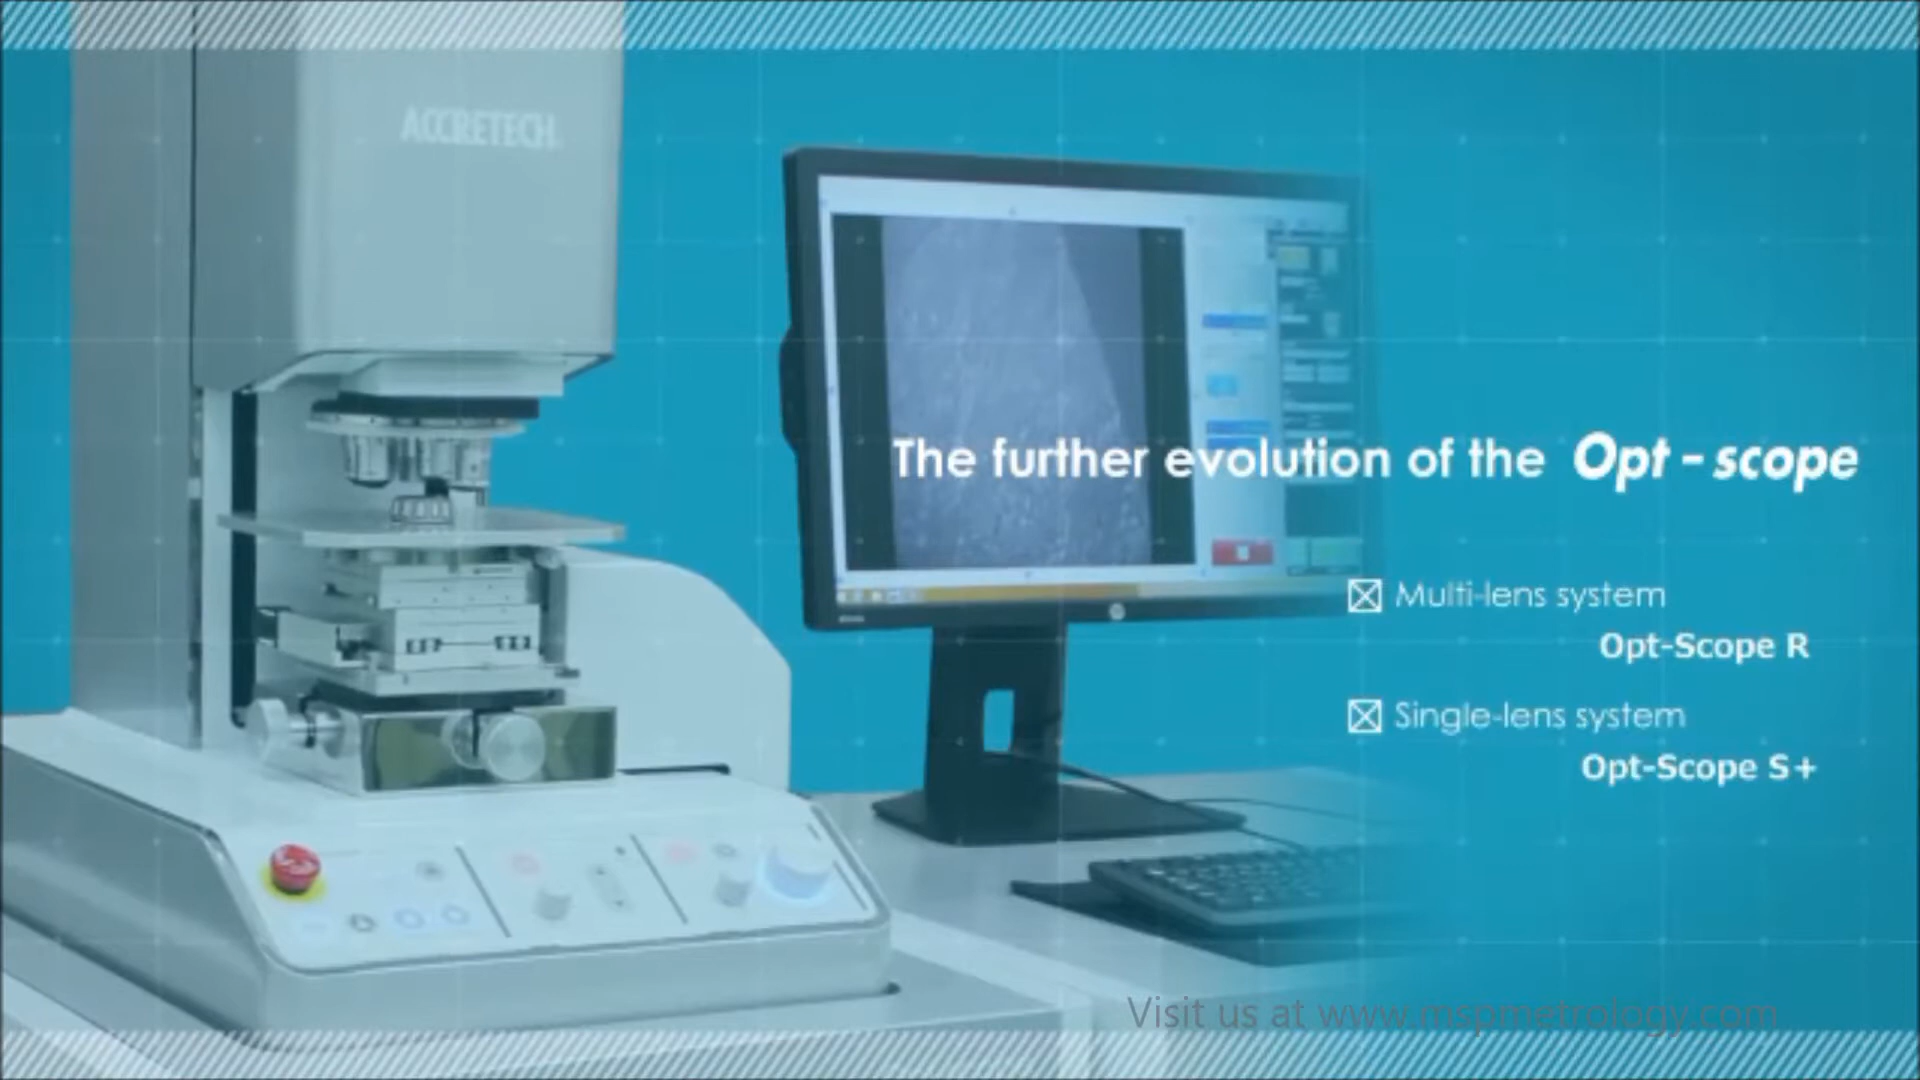 ACCRETECH
The further evolution of the Opt-scope
Multi-lens system
Opt-Scope R
Single-lens system
Opt-Scope S+
Visit us at www.mspmetrology.com